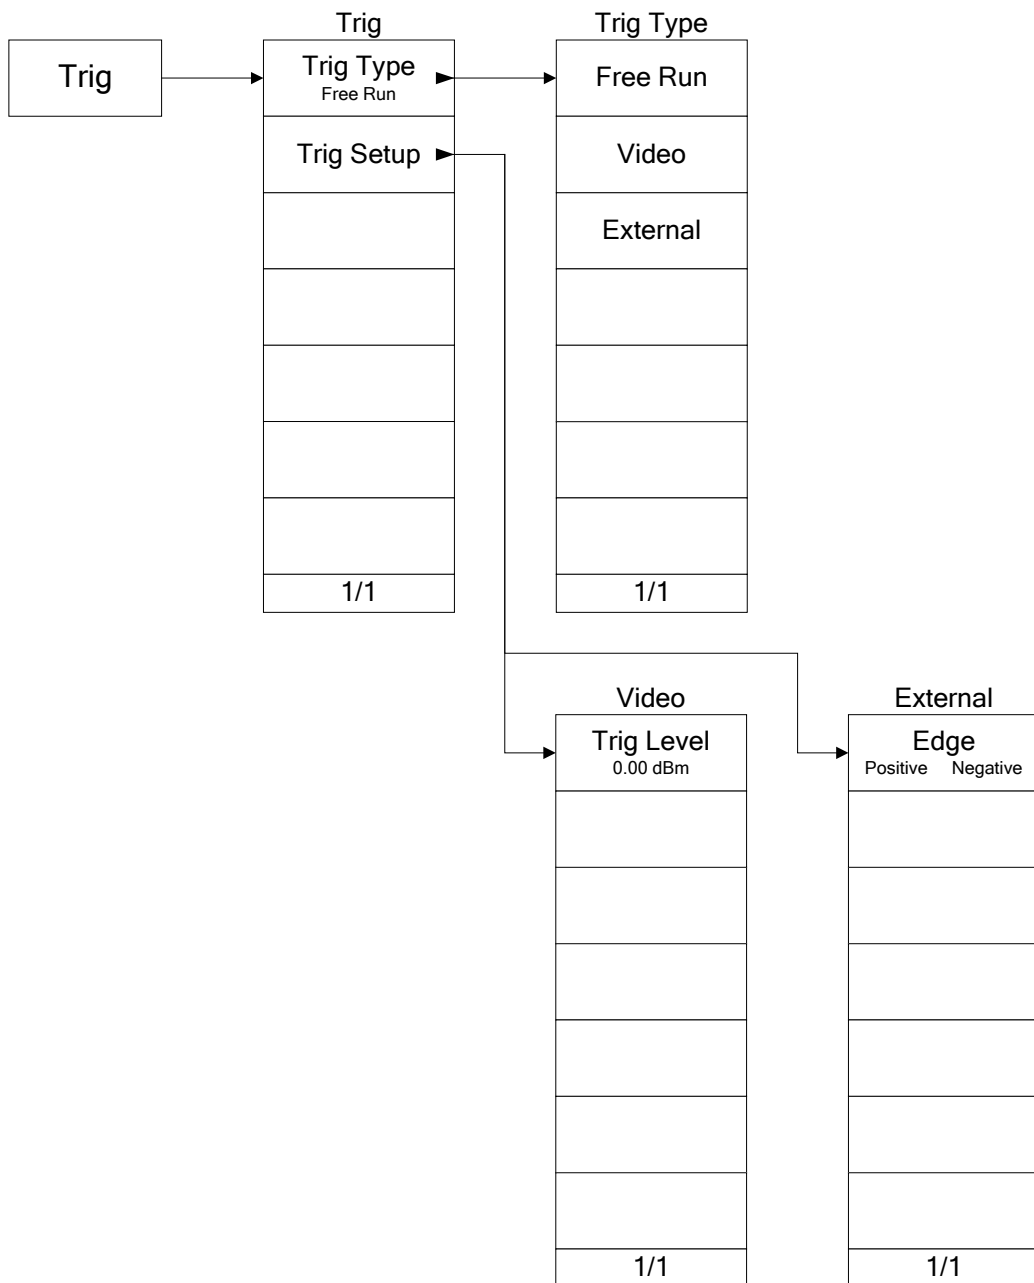 Trig
Trig
Trig Type
Free Run
Trig Setup
1/1
Trig Type
Free Run
Video
External
1/1
Video
Trig Level
0.00 dBm
1/1
External
Edge
Positive Negative
1/1